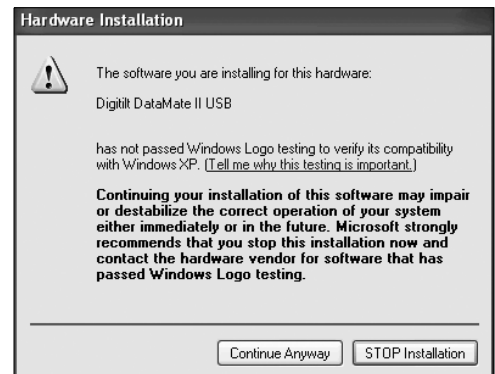 Hardware Installation
The software you are installing for this hardware:
Digitilt DataMate II USB
has not passed Windows Logo testing to verify its compatibility
with Windows XP. (Tell me why this testing is important.)
Continuing your installation of this software may impair
or destabilize the correct operation of your system
either immediately or in the future. Microsoft strongly
recommends that you stop this installation now and
contact the hardware vendor for software that has
passed Windows Logo testing.
Continue Anyway
STOP Installation